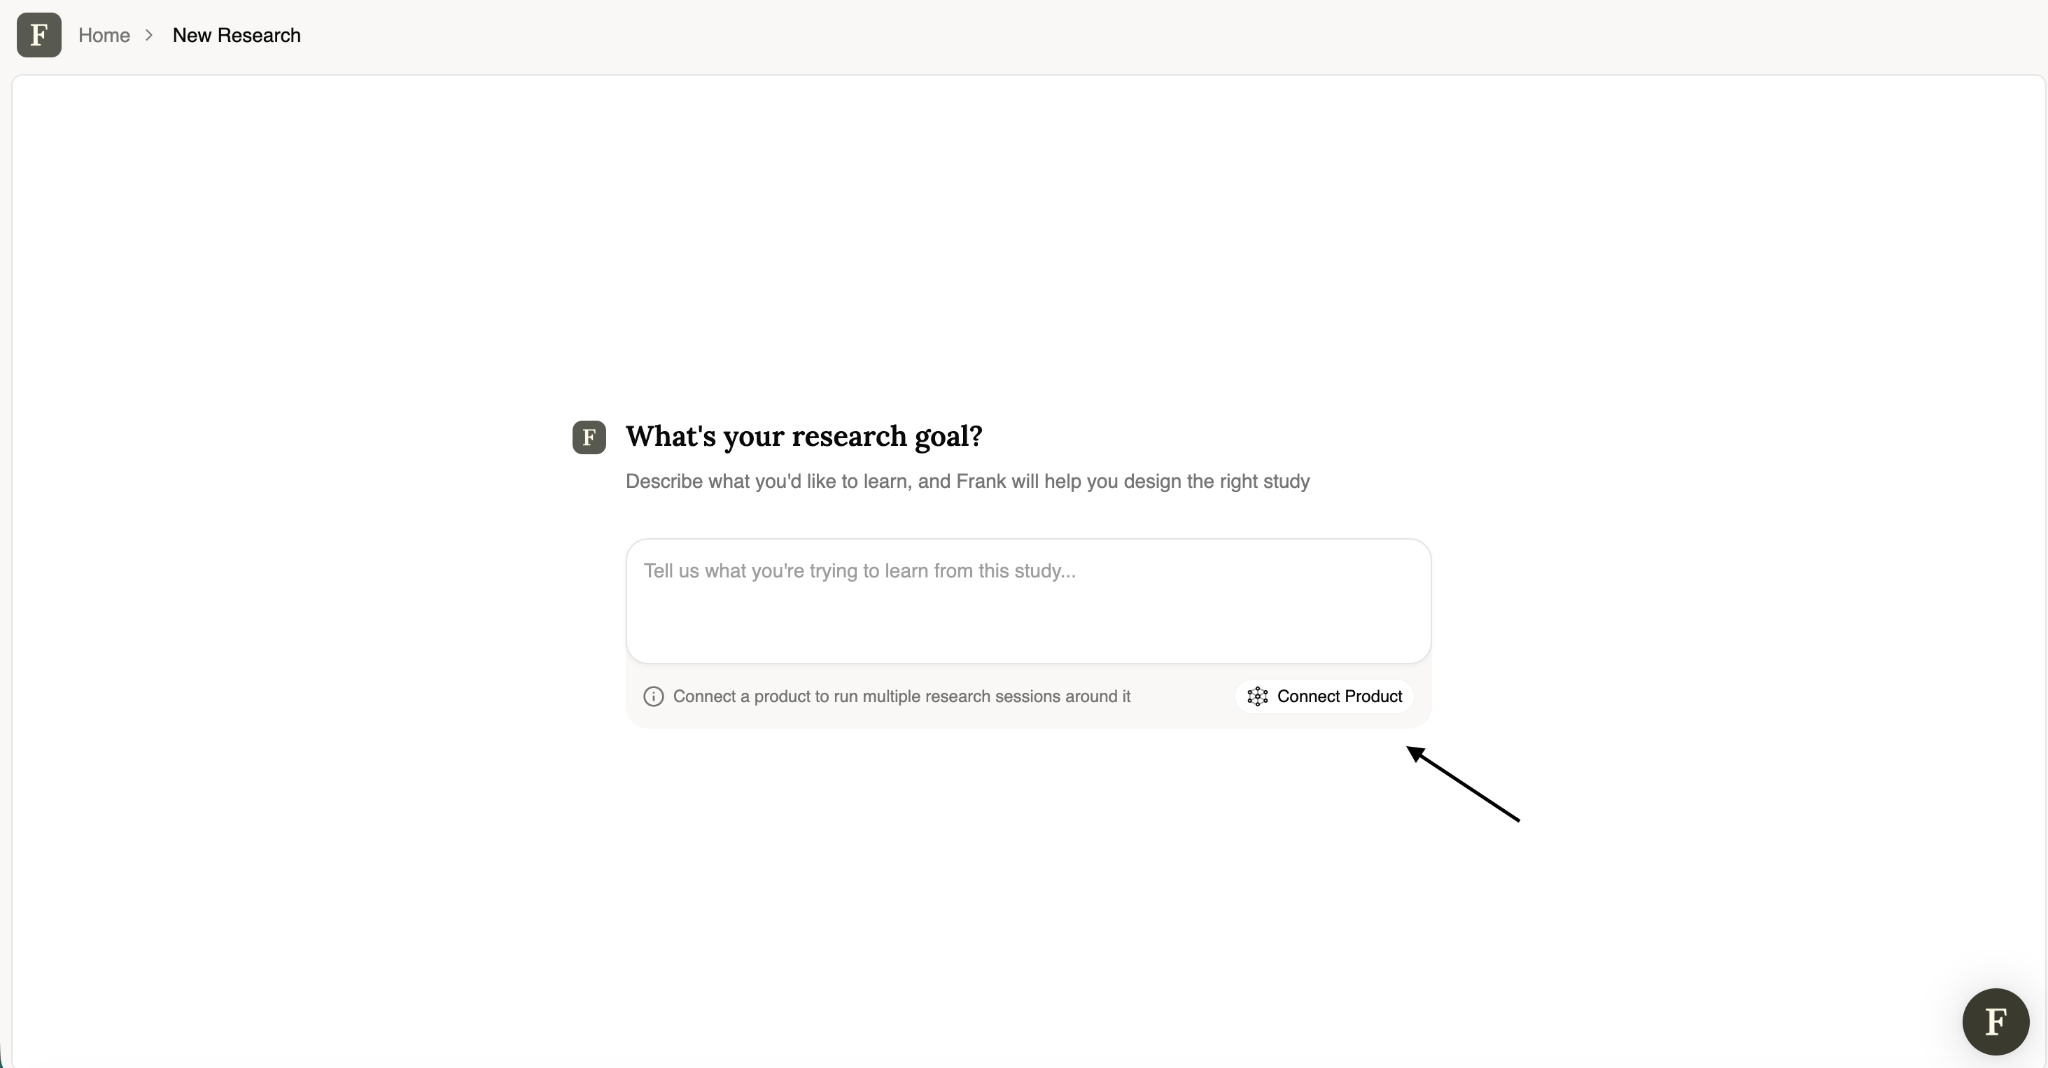 F Home > New Research
F What's your research goal?
Describe what you'd like to learn, and Frank will help you design the right study
Tell us what you're trying to learn from this study...
Connect a product to run multiple research sessions around it Connect Product
F